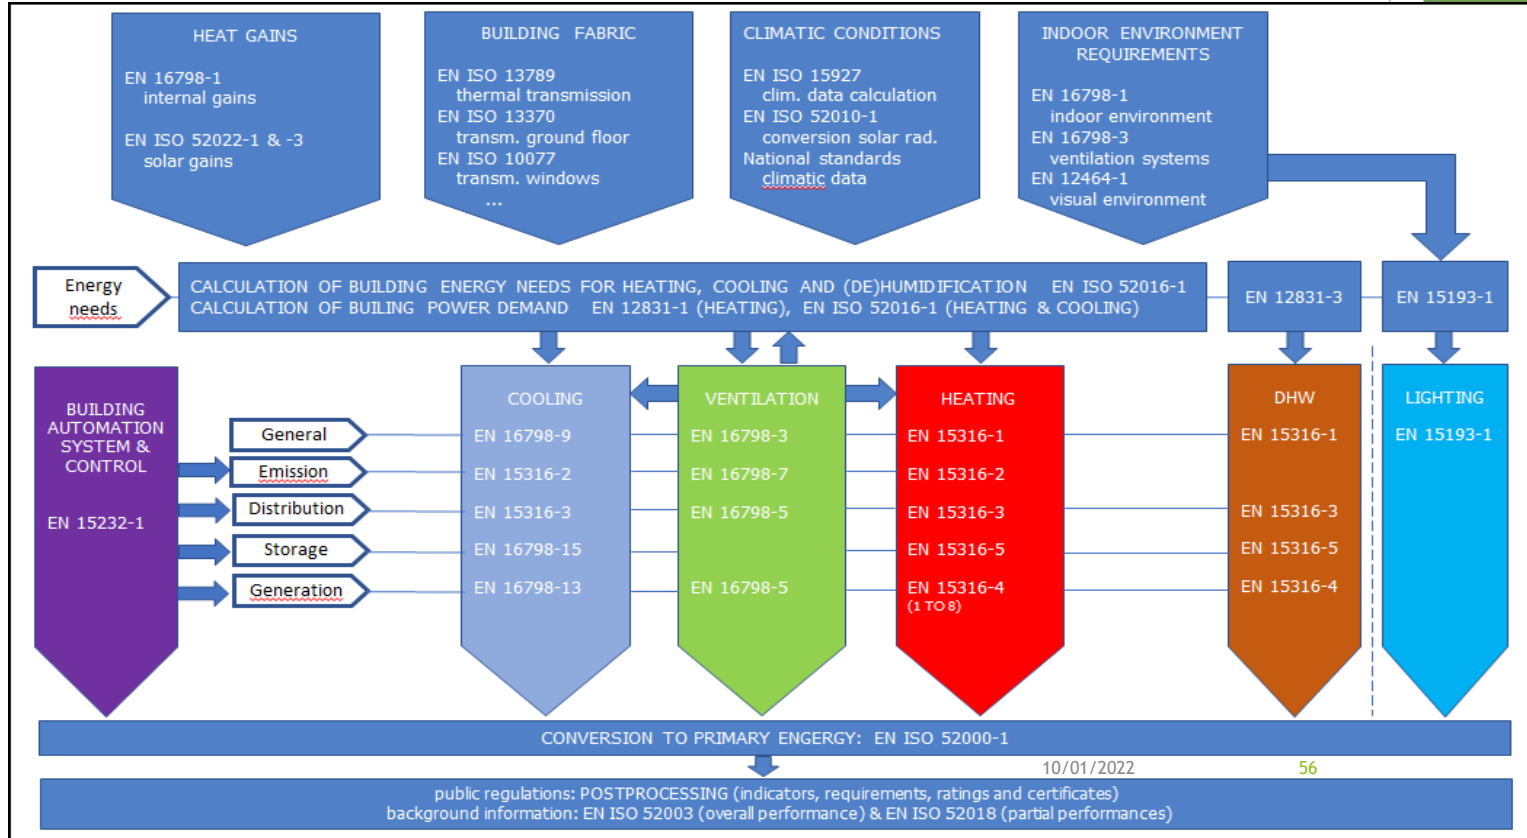 HEAT GAINS
EN 16798-1
internal gains
EN ISO 52022-1 & -3
solar gains
BUILDING FABRIC
EN ISO 13789
thermal transmission
EN ISO 13370
transm. ground floor
EN ISO 10077
transm. windows
...
CLIMATIC CONDITIONS
EN ISO 15927
clim. data calculation
EN ISO 52010-1
conversion solar rad.
National standards
climatic data
INDOOR ENVIRONMENT
REQUIREMENTS
EN 16798-1
indoor environment
EN 16798-3
ventilation systems
EN 12464-1
visual environment
Energy
needs
CALCULATION OF BUILDING ENERGY NEEDS FOR HEATING, COOLING AND (DE)HUMIDIFICATION EN ISO 52016-1
CALCULATION OF BUILING POWER DEMAND EN 12831-1 (HEATING), EN ISO 52016-1 (HEATING & COOLING)
EN 12831-3
EN 15193-1
BUILDING
AUTOMATION
SYSTEM &
CONTROL
EN 15232-1
General
Emission
Distribution
Storage
Generation
COOLING
EN 16798-9
EN 15316-2
EN 15316-3
EN 16798-15
EN 16798-13
VENTILATION
EN 16798-3
EN 16798-7
EN 16798-5
EN 16798-5
HEATING
EN 15316-1
EN 15316-2
EN 15316-3
EN 15316-5
EN 15316-4
(1 TO 8)
DHW
EN 15316-1
EN 15316-3
EN 15316-5
EN 15316-4
LIGHTING
EN 15193-1
CONVERSION TO PRIMARY ENGERGY: EN ISO 52000-1
10/01/2022
56
public regulations: POSTPROCESSING (indicators, requirements, ratings and certificates)
background information: EN ISO 52003 (overall performance) & EN ISO 52018 (partial performances)